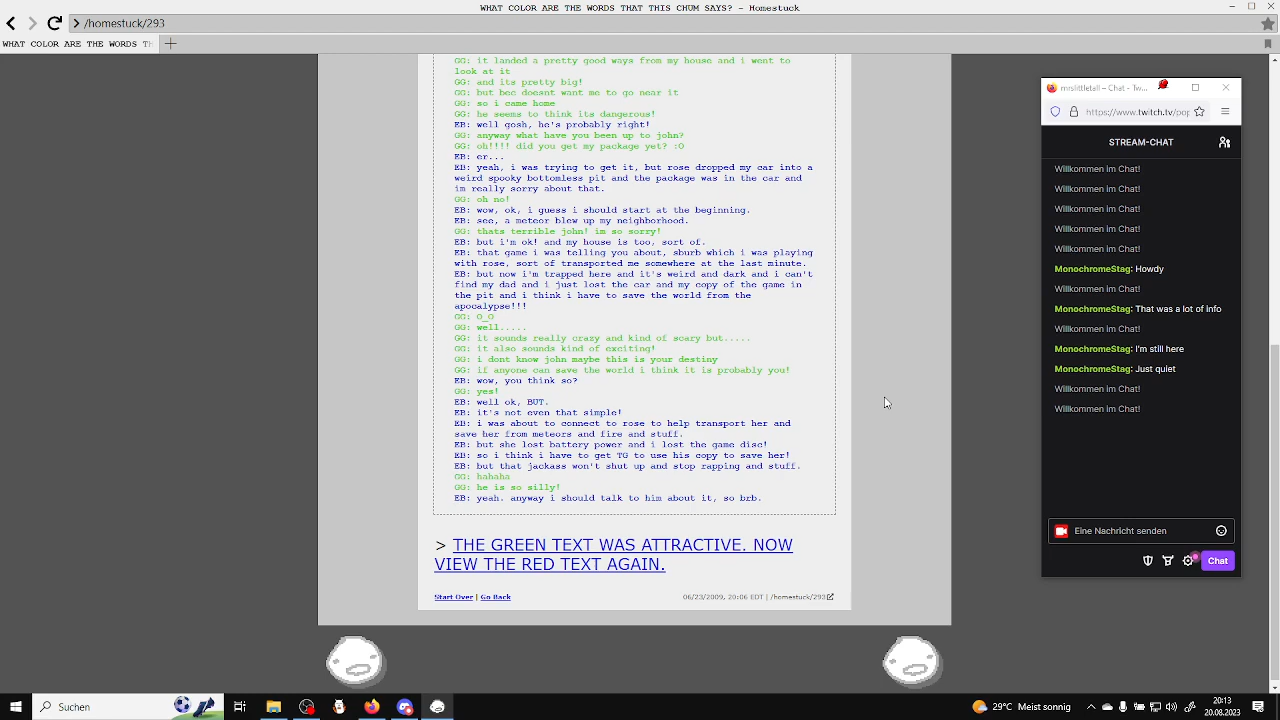 WHAT COLOR ARE THE WORDS THAT THIS CHUM SAYS? - Homestuck
/homestuck/293
WHAT COLOR ARE THE WORDS TH
GG: it landed a pretty good ways from my house and i went to
look at it
GG: and its pretty big!
GG: but bec doesnt want me to go near it
GG: so i came home
GG: he seems to think its dangerous!
EB: well gosh, he's probably right!
GG: anyway what have you been up to john?
GG: oh!!!! did you get my package yet? :O
EB: er...
EB: yeah, i was trying to get it, but rose dropped my car into a
weird spooky bottomless pit and the package was in the car and
im really sorry about that.
GG: oh no!
EB: wow, ok, i guess i should start at the beginning.
EB: see, a meteor blew up my neighborhood.
GG: thats terrible john! im so sorry!
EB: but i'm ok! and my house is too, sort of.
EB: that game i was telling you about, sburb which i was playing
with rose, sort of transported me somewhere at the last minute.
EB: but now i'm trapped here and it's weird and dark and i can't
find my dad and i just lost the car and my copy of the game in
the pit and i think i have to save the world from the
apocalypse!!!
GG: O_O
GG: well.....
GG: it sounds really crazy and kind of scary but.....
GG: it also sounds kind of exciting!
GG: i dont know john maybe this is your destiny
GG: if anyone can save the world i think it is probably you!
EB: wow, you think so?
GG: yes!
EB: well ok, BUT.
EB: it's not even that simple!
EB: i was about to connect to rose to help transport her and
save her from meteors and fire and stuff.
EB: but she lost battery power and i lost the game disc!
EB: so i think i have to get TG to use his copy to save her!
EB: but that jackass won't shut up and stop rapping and stuff.
GG: hahaha
GG: he is so silly!
EB: yeah. anyway i should talk to him about it, so brb.
> THE GREEN TEXT WAS ATTRACTIVE. NOW
VIEW THE RED TEXT AGAIN.
Start Over | Go Back
06/23/2009, 20:06 EDT | /homestuck/293
mrslittletall – Chat - Tw...
https://www.twitch.tv/pop
STREAM-CHAT
Willkommen im Chat!
Willkommen im Chat!
Willkommen im Chat!
Willkommen im Chat!
Willkommen im Chat!
MonochromeStag: Howdy
Willkommen im Chat!
MonochromeStag: That was a lot of info
Willkommen im Chat!
MonochromeStag: I'm still here
MonochromeStag: Just quiet
Willkommen im Chat!
Willkommen im Chat!
Eine Nachricht senden
Chat
Suchen
29°C Meist sonnig
20:13
20.08.2023